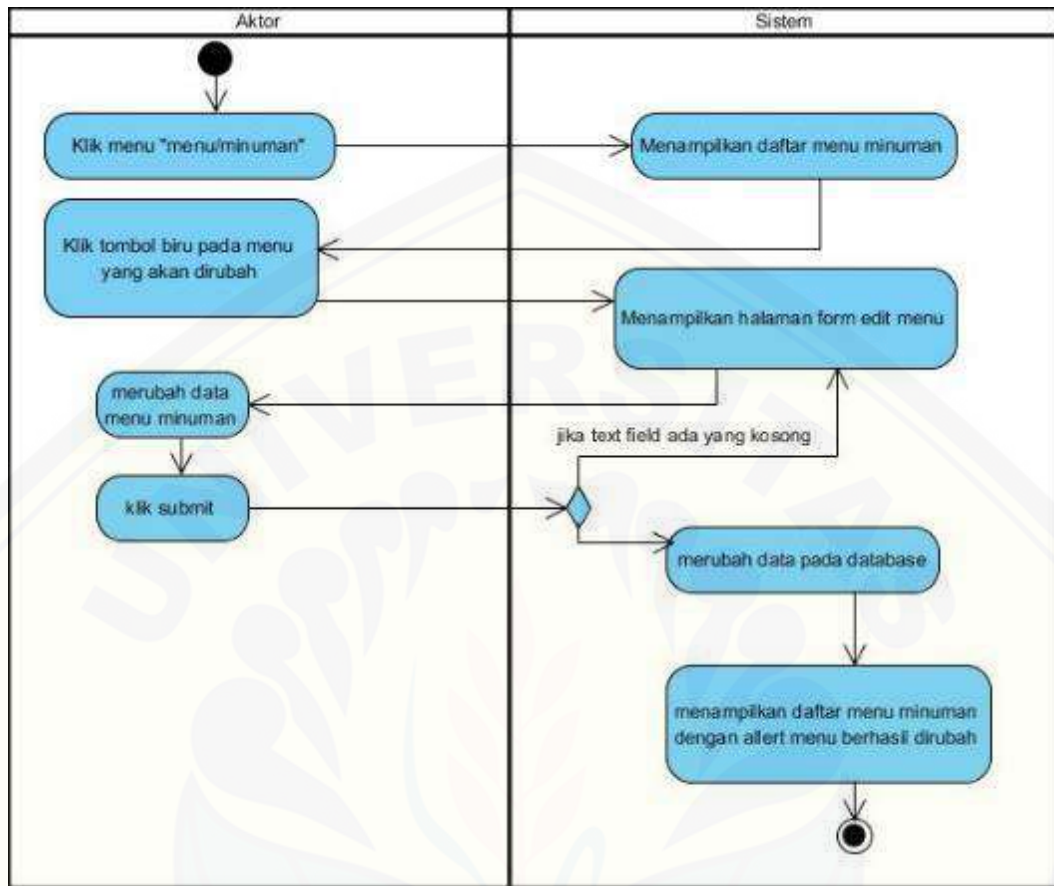 Aktor
Sistem
Klik menu "menu/minuman"
Menampilkan daftar menu minuman
Klik tombol biru pada menu
yang akan dirubah
Menampilkan halaman form edit menu
merubah data
menu minuman
jika text field ada yang kosong
klik submit
merubah data pada database
menampilkan daftar menu minuman
dengan allert menu berhasil dirubah
UNIVERSITAS